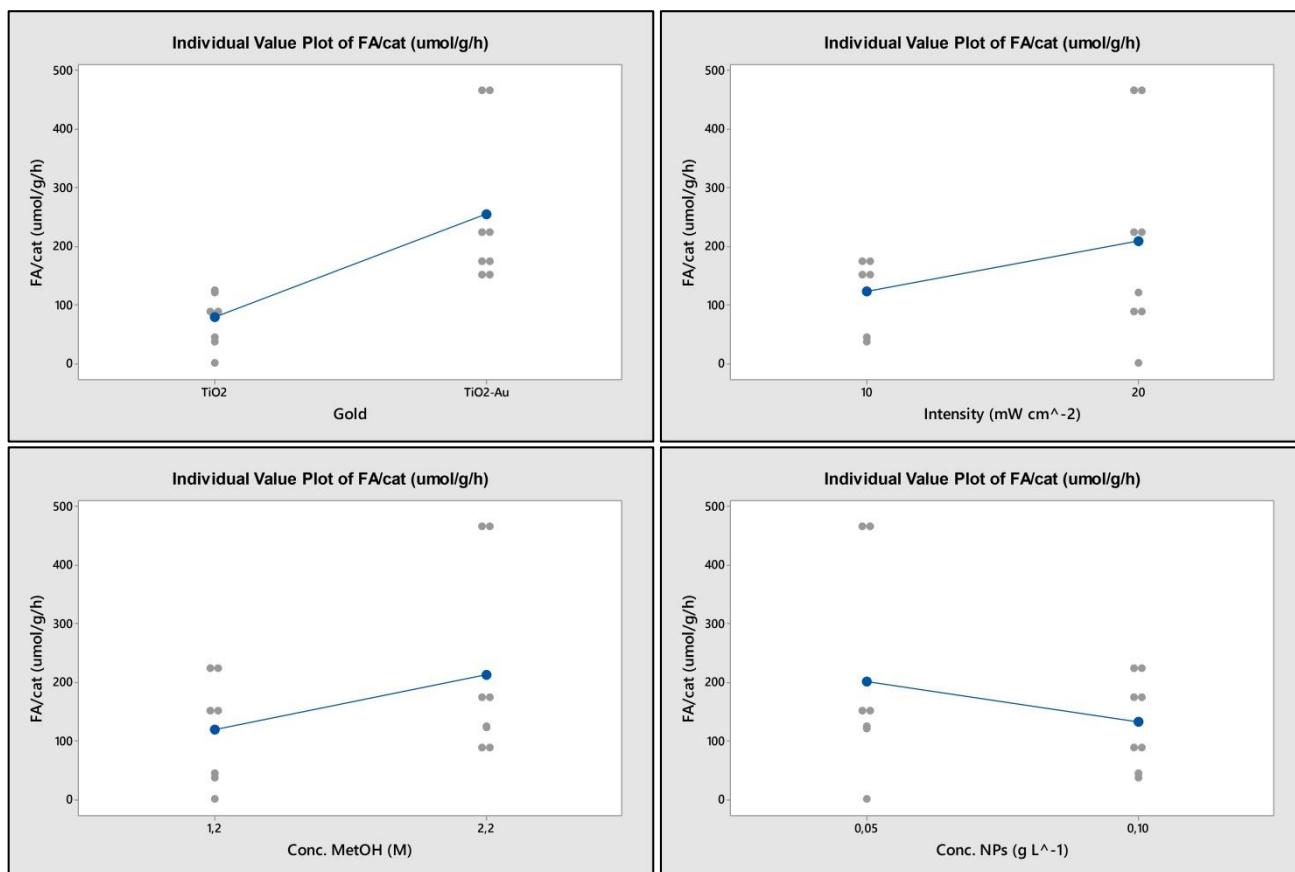 Individual Value Plot of FA/cat (umol/g/h)
500
400
300
200
100
0
FA/cat (umol/g/h)
TiO2
TiO2-Au
Gold
Individual Value Plot of FA/cat (umol/g/h)
500
400
300
200
100
0
FA/cat (umol/g/h)
10
20
Intensity (mW cm^-2)
Individual Value Plot of FA/cat (umol/g/h)
500
400
300
200
100
0
FA/cat (umol/g/h)
1,2
2,2
Conc. MetOH (M)
Individual Value Plot of FA/cat (umol/g/h)
500
400
300
200
100
0
FA/cat (umol/g/h)
0,05
0,10
Conc. NPs (g L^-1)